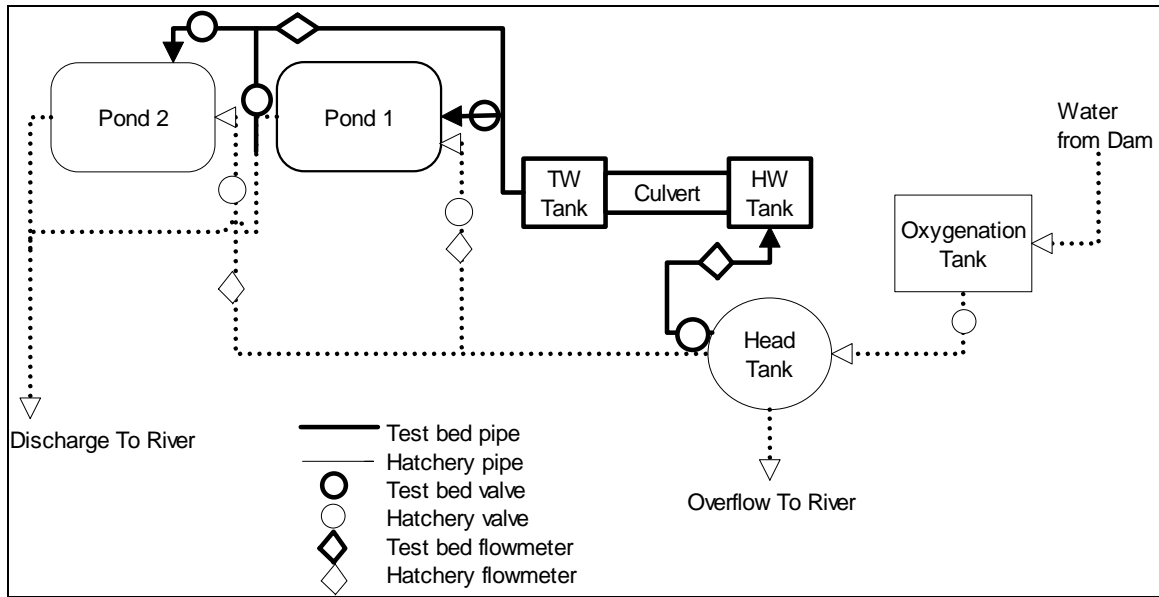 Pond 2
Pond 1
Water
from Dam
TW
Tank
Culvert
HW
Tank
Oxygenation
Tank
Head
Tank
Discharge To River
Overflow To River
Test bed pipe
Hatchery pipe
Test bed valve
Hatchery valve
Test bed flowmeter
Hatchery flowmeter